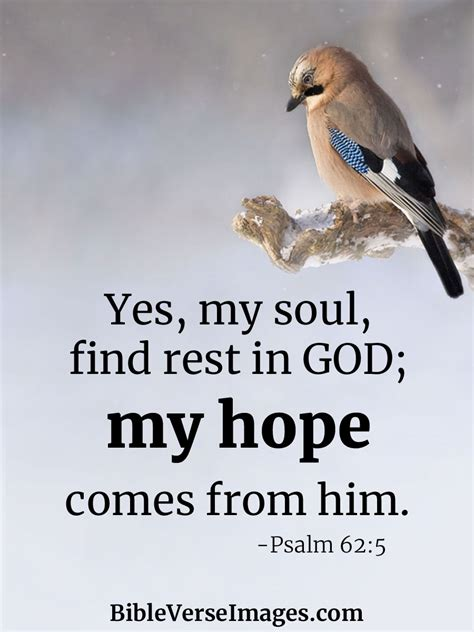 Yes, my soul,
find rest in GOD;
my hope
comes from him.
-Psalm 62:5
BibleVerseImages.com